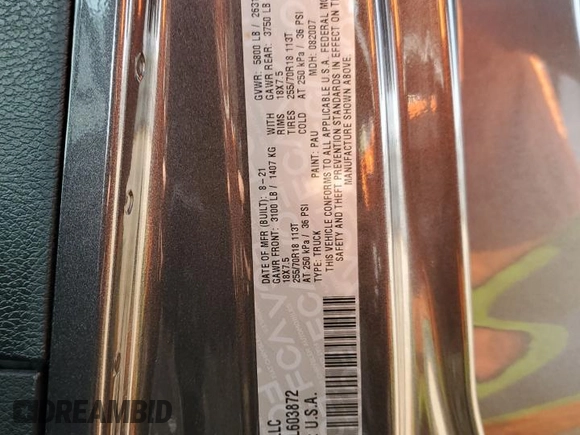 LLC
L603872
U.S.A.
DATE OF MFR (BUILT): 8-21
GAWR FRONT: 3100 LB / 1407 KG
18X7.5
255/70R18 113T
AT 250 kPa / 36 PSI
TYPE: TRUCK
WITH
RIMS
TIRES
COLD
PAINT: PAU
GVWR: 5800 LB /
GAWR REAR: 3750 LB
18X7.5
255/70R18 113T
AT 250 kPa / 36 PSI
MDH: 082007
THIS VEHICLE CONFORMS TO ALL APPLICABLE U.S.A. FEDERAL
SAFETY AND THEFT PREVENTION STANDARDS IN EFFECT ON
MANUFACTURE SHOWN ABOVE.
DREAMBID